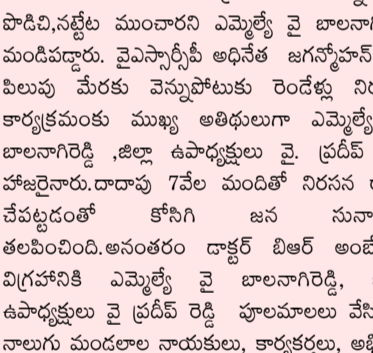 పొడిచి,నట్టేట ముంచారని ఎమ్మెల్యే వై బాలనాగి
మండిపడ్డారు. వైఎస్సార్సీపీ అధినేత జగన్మోహన్
పిలుపు మేరకు వెన్నుపోటుకు రెండేళ్లు నిర
కార్యక్రమంకు ముఖ్య అతిథులుగా ఎమ్మెల్యే
బాలనాగిరెడ్డి ,జిల్లా ఉపాధ్యక్షులు వై. ప్రదీప్
హాజరైనారు.దాదాపు 7వేల మందితో నిరసన
చేపట్టడంతో కోసిగి జన సునా
తలపించింది.అనంతరం డాక్టర్ బిఆర్ అంబే
విగ్రహానికి ఎమ్మెల్యే వై బాలనాగిరెడ్డి,
ఉపాధ్యక్షులు వై ప్రదీప్ రెడ్డి పూలమాలలు వేసి
నాలుగు మండలాల నాయకులు, కార్యకర్తలు, అభి